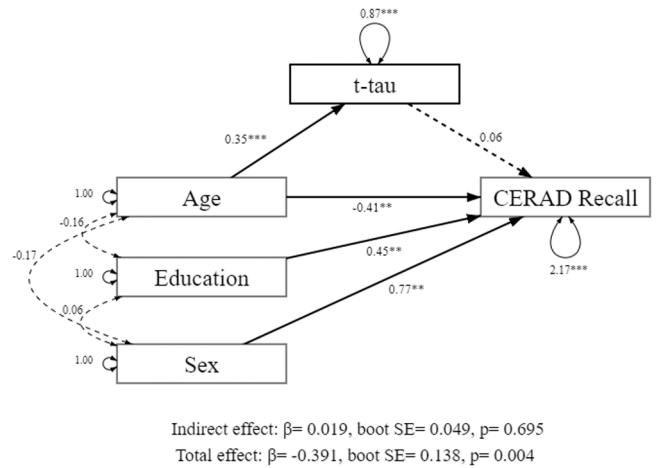 0.87***
t-tau
0.35***
0.06
1.00
Age
-0.41**
CERAD Recall
-0.16
-0.17
1.00
Education
0.45**
2.17***
0.77**
0.06
1.00
Sex
Indirect effect: β= 0.019, boot SE= 0.049, p= 0.695
Total effect: β= -0.391, boot SE= 0.138, p= 0.004